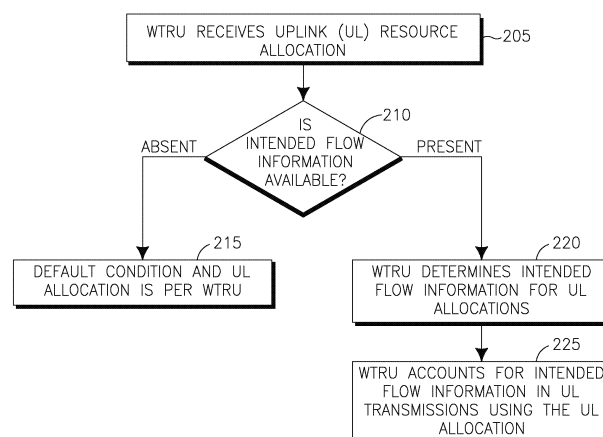 WTRU RECEIVES UPLINK (UL) RESOURCE
ALLOCATION
205
210
IS
INTENDED FLOW
INFORMATION
AVAILABLE?
ABSENT
PRESENT
215
DEFAULT CONDITION AND UL
ALLOCATION IS PER WTRU
220
WTRU DETERMINES INTENDED
FLOW INFORMATION FOR UL
ALLOCATIONS
225
WTRU ACCOUNTS FOR INTENDED
FLOW INFORMATION IN UL
TRANSMISSIONS USING THE UL
ALLOCATION